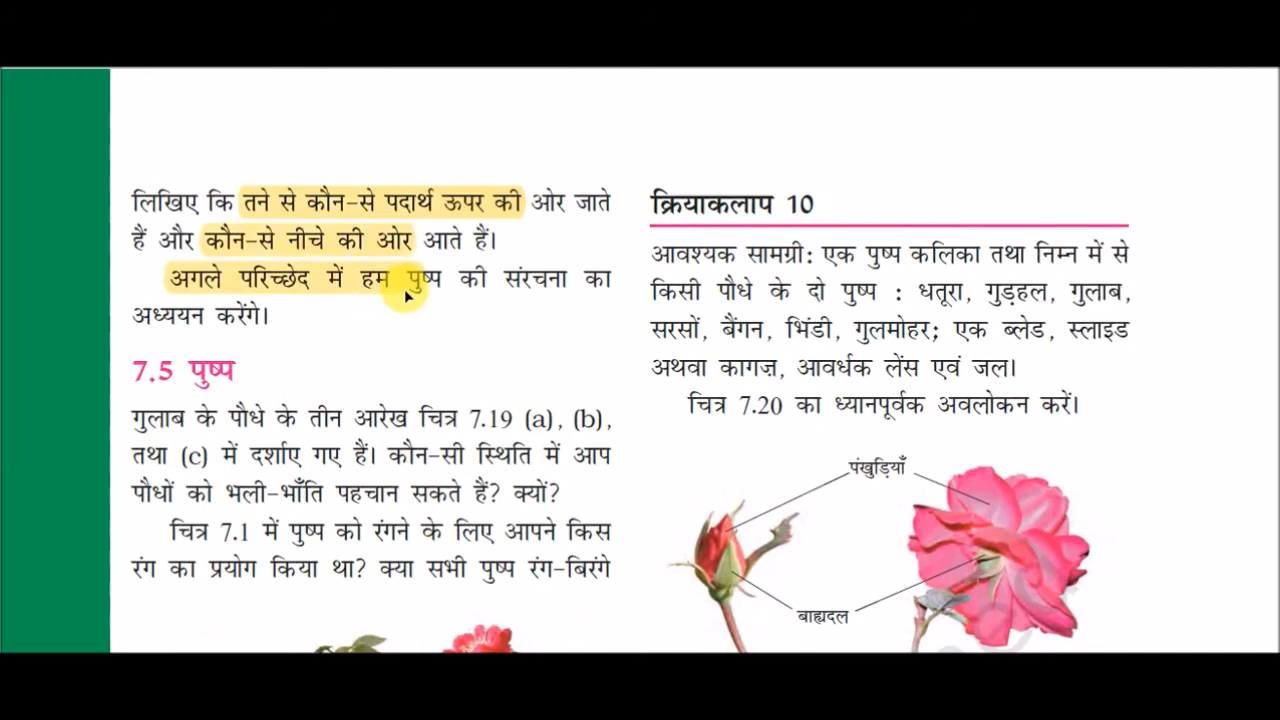 लिखिए कि तने से कौन-से पदार्थ ऊपर की ओर जाते
हैं और कौन-से नीचे की ओर आते हैं।
अगले परिच्छेद में हम पुष्प की संरचना का
अध्ययन करेंगे।
7.5 पुष्प
गुलाब के पौधे के तीन आरेख चित्र 7.19 (a), (b),
तथा (c) में दर्शाए गए हैं। कौन-सी स्थिति में आप
पौधों को भली-भाँति पहचान सकते हैं? क्यों?
चित्र 7.1 में पुष्प को रंगने के लिए आपने किस
रंग का प्रयोग किया था? क्या सभी पुष्प रंग-बिरंगे
क्रियाकलाप 10
आवश्यक सामग्री: एक पुष्प कलिका तथा निम्न में से
किसी पौधे के दो पुष्प : धतूरा, गुड़हल, गुलाब,
सरसों, बैंगन, भिंडी, गुलमोहर; एक ब्लेड, स्लाइड
अथवा कागज़, आवर्धक लेंस एवं जल।
चित्र 7.20 का ध्यानपूर्वक अवलोकन करें।
पंखुड़ियाँ
बाह्यदल